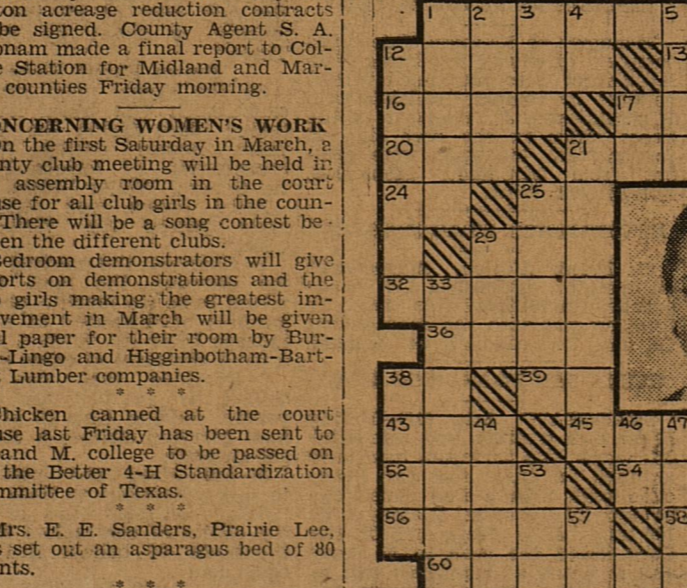 ton acreage reduction contracts
be signed. County Agent S. A.
onam made a final report to Col-
e Station for Midland and Mar-
counties Friday morning.
NCERNING WOMEN'S WORK
n the first Saturday in March, a
nty club meeting will be held in
assembly room in the court
use for all club girls in the coun-
There will be a song contest be-
en the different clubs.
Bedroom demonstrators will give
orts on demonstrations and the
girls making the greatest im-
vement in March will be given
l paper for their room by Bur-
-Lingo and Higginbotham-Bart-
Lumber companies.
* * *
hicken canned at the court
use last Friday has been sent to
and M. college to be passed on
the Better 4-H Standardization
mmittee of Texas.
* * *
Mrs. E. E. Sanders, Prairie Lee,
s set out an asparagus bed of 80
nts.
* * *
1 2 3 4 5
12 13
16 17
20 21
24 25
29
32 33
36
38 39
43 44 45 46 47
52 53 54
56 57 58
60